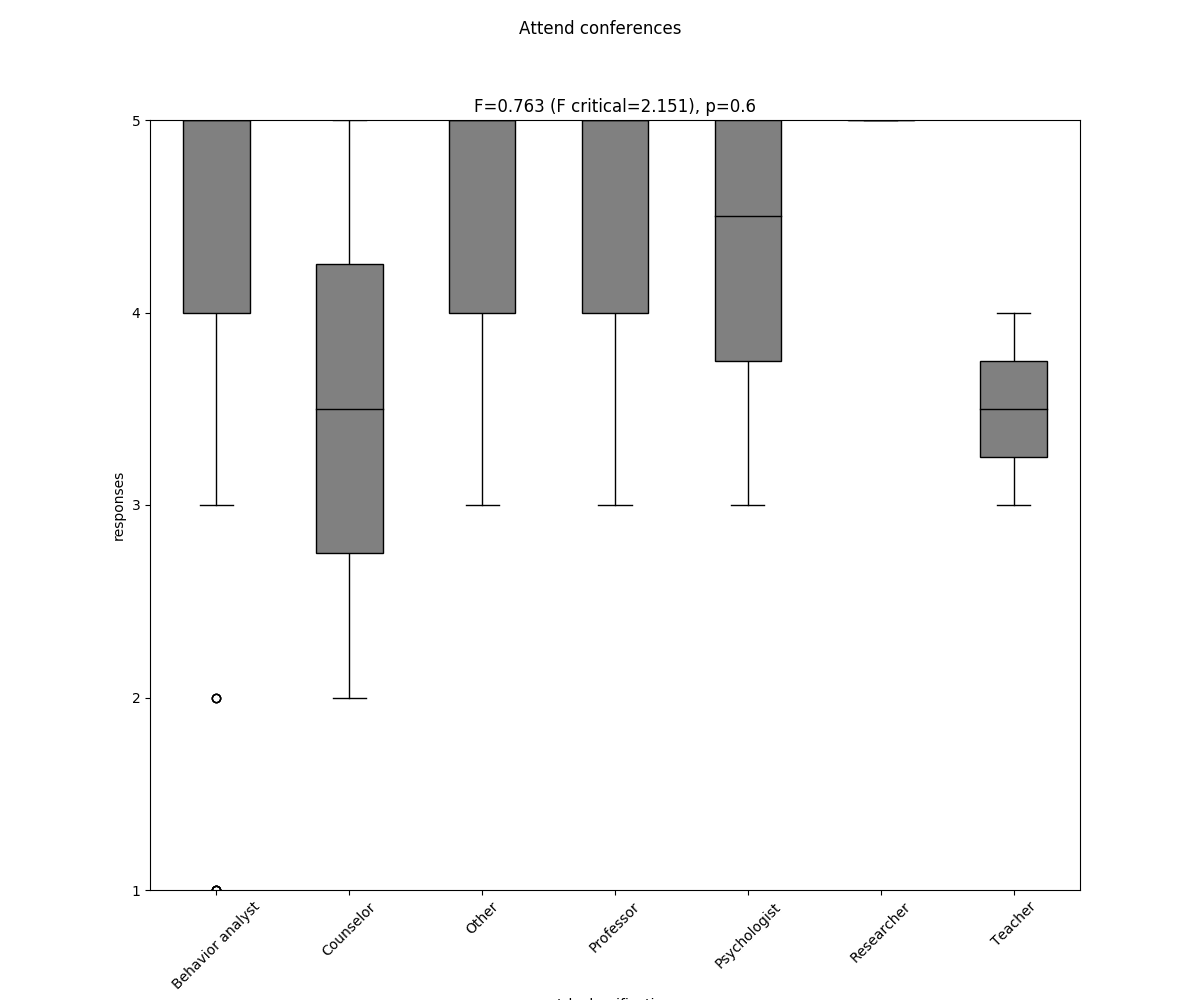 Attend conferences
F=0.763 (F critical=2.151), p=0.6
5
4
3
2
1
responses
Behavior analyst
Counselor
Other
Professor
Psychologist
Researcher
Teacher